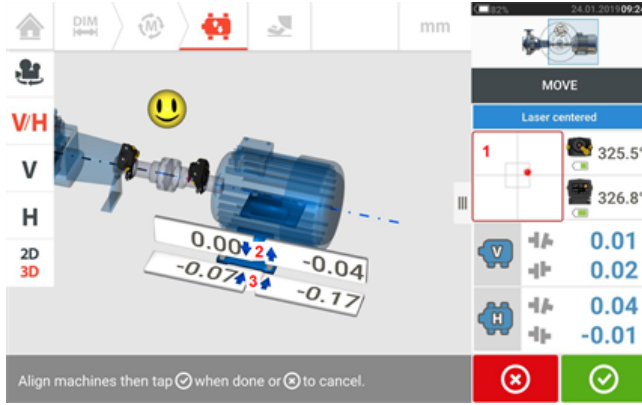 82% 24.01.2019 09:24
DIM
M
mm
MOVE
Laser centered
V/H
V
H
2D
3D
1
325.5°
326.8°
0.00 2 -0.04
-0.07 3 -0.17
V
0.01
0.02
H
0.04
-0.01
Align machines then tap when done or to cancel.